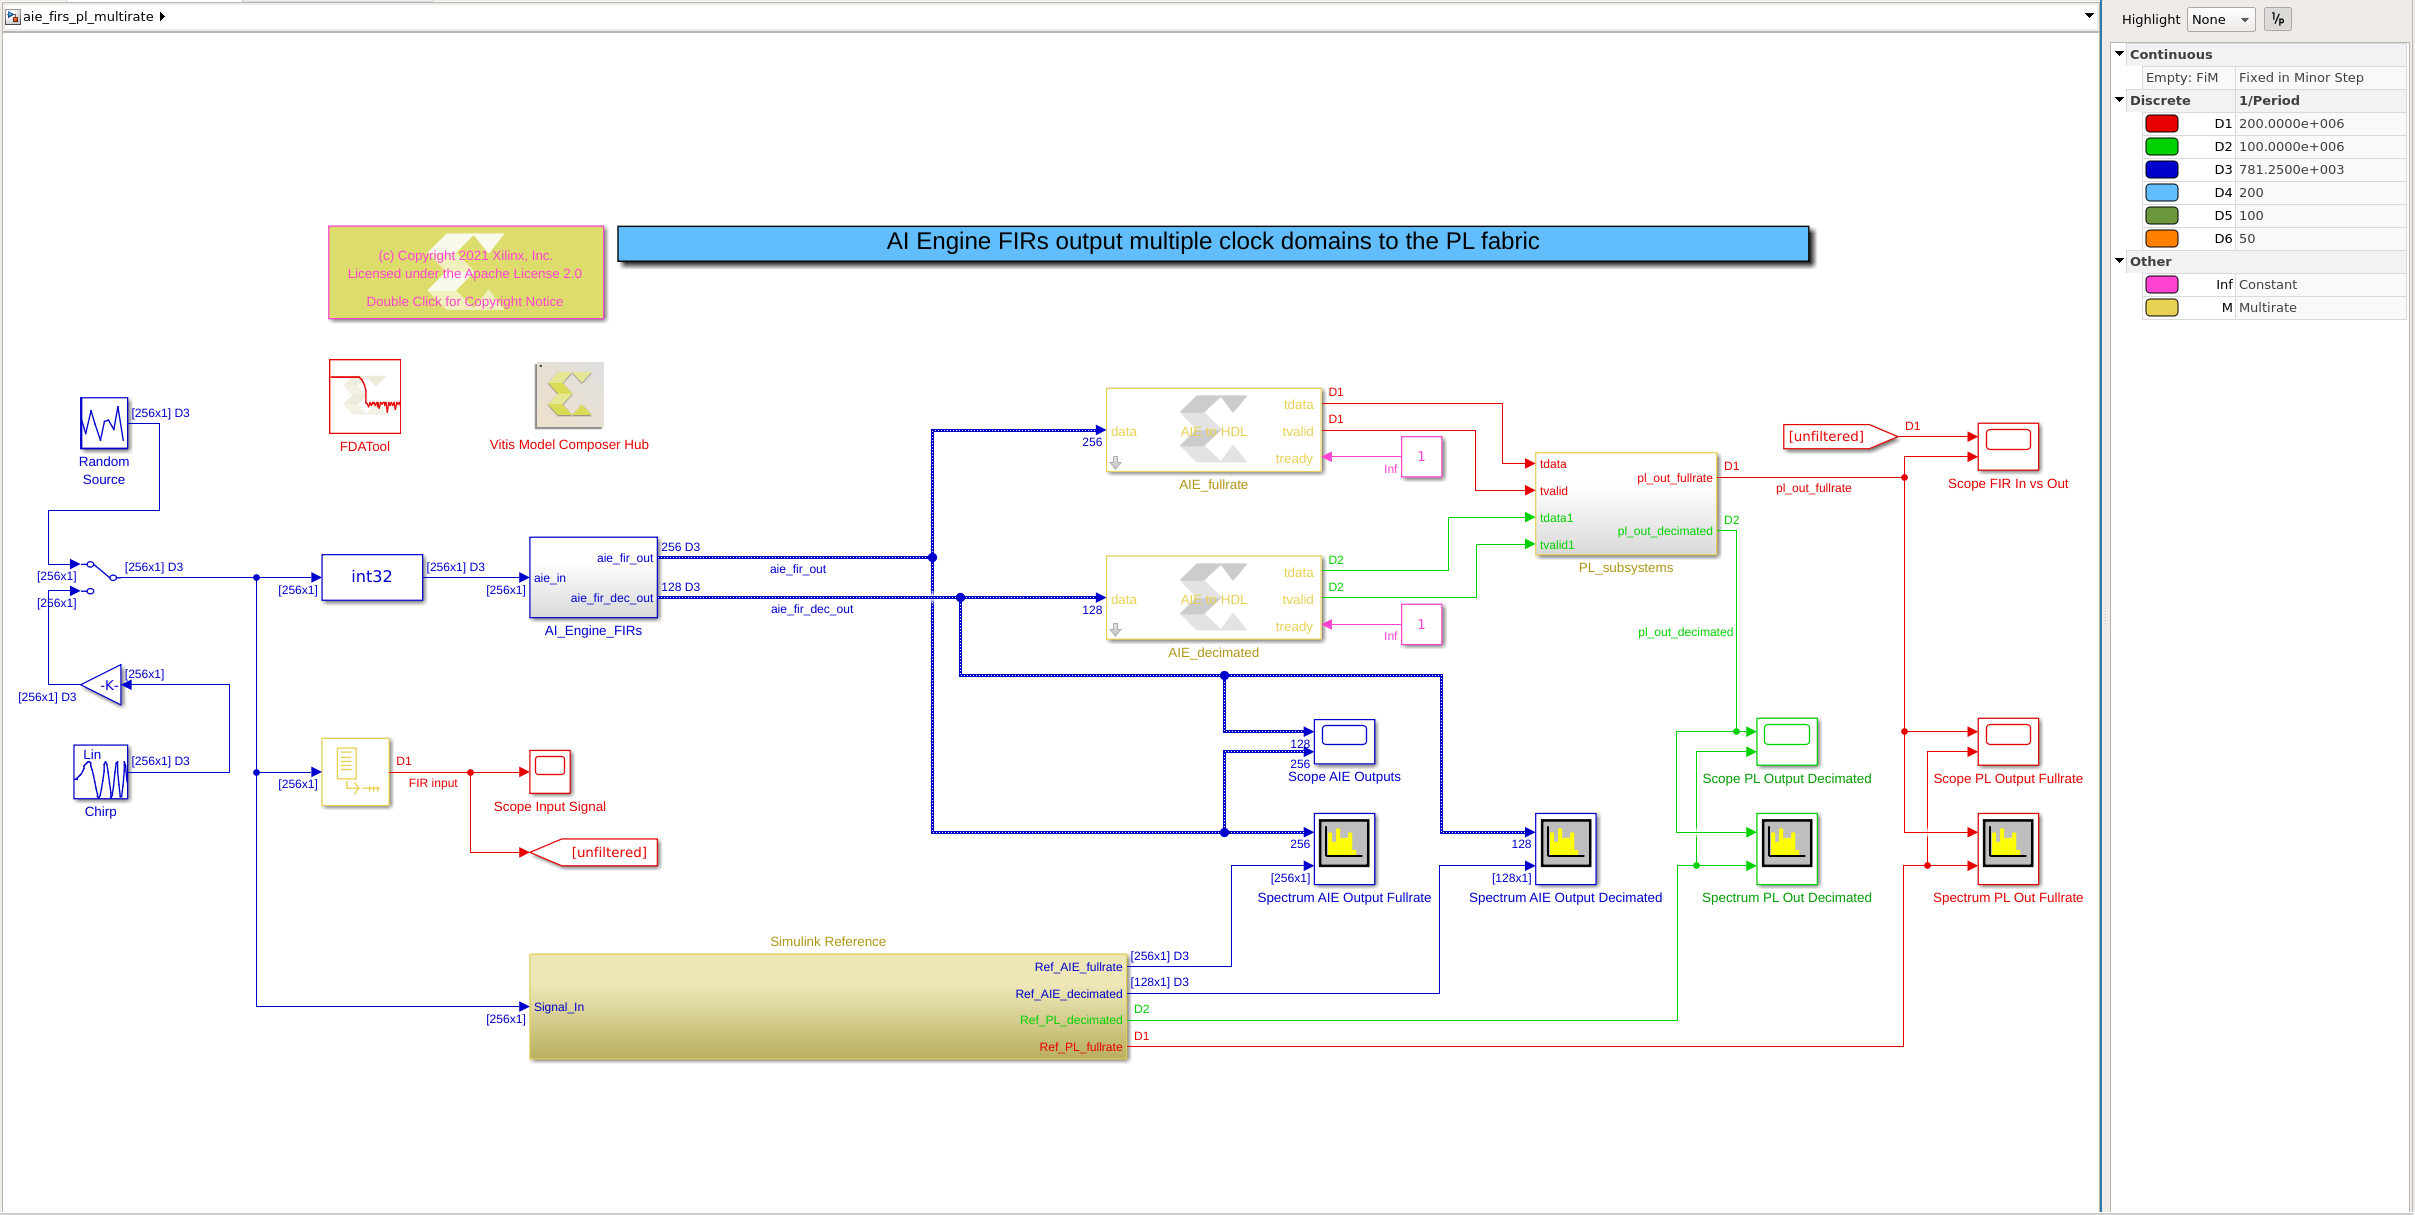 aie_firs_pl_multirate
Highlight None 1/P
Continuous
Empty: FiM Fixed in Minor Step
Discrete 1/Period
D1 200.0000e+006
D2 100.0000e+006
D3 781.2500e+003
D4 200
D5 100
D6 50
Other
Inf Constant
M Multirate
(c) Copyright 2021 Xilinx, Inc.
Licensed under the Apache License 2.0
Double Click for Copyright Notice
AI Engine FIRs output multiple clock domains to the PL fabric
FDATool
Vitis Model Composer Hub
[256x1] D3
Random
Source
[256x1]
[256x1]
[256x1] D3
[256x1]
-K-
[256x1] D3
Lin
[256x1] D3
Chirp
[256x1]
int32
[256x1] D3
[256x1]
aie_in
aie_fir_out
aie_fir_dec_out
AI_Engine_FIRs
256 D3
aie_fir_out
128 D3
aie_fir_dec_out
[256x1]
D1
FIR input
Scope Input Signal
[unfiltered]
256
data
AIE to HDL
tdata
tvalid
tready
AIE_fullrate
D1
D1
Inf
1
128
data
AIE to HDL
tdata
tvalid
tready
AIE_decimated
D2
D2
Inf
1
tdata
tvalid
tdata1
tvalid1
pl_out_fullrate
pl_out_decimated
PL_subsystems
D1
pl_out_fullrate
D2
pl_out_decimated
[unfiltered]
D1
Scope FIR In vs Out
128
256
Scope AIE Outputs
256
[256x1]
Spectrum AIE Output Fullrate
128
[128x1]
Spectrum AIE Output Decimated
Scope PL Output Decimated
Spectrum PL Out Decimated
Scope PL Output Fullrate
Spectrum PL Out Fullrate
Simulink Reference
[256x1]
Signal_In
Ref_AIE_fullrate
Ref_AIE_decimated
Ref_PL_decimated
Ref_PL_fullrate
[256x1] D3
[128x1] D3
D2
D1